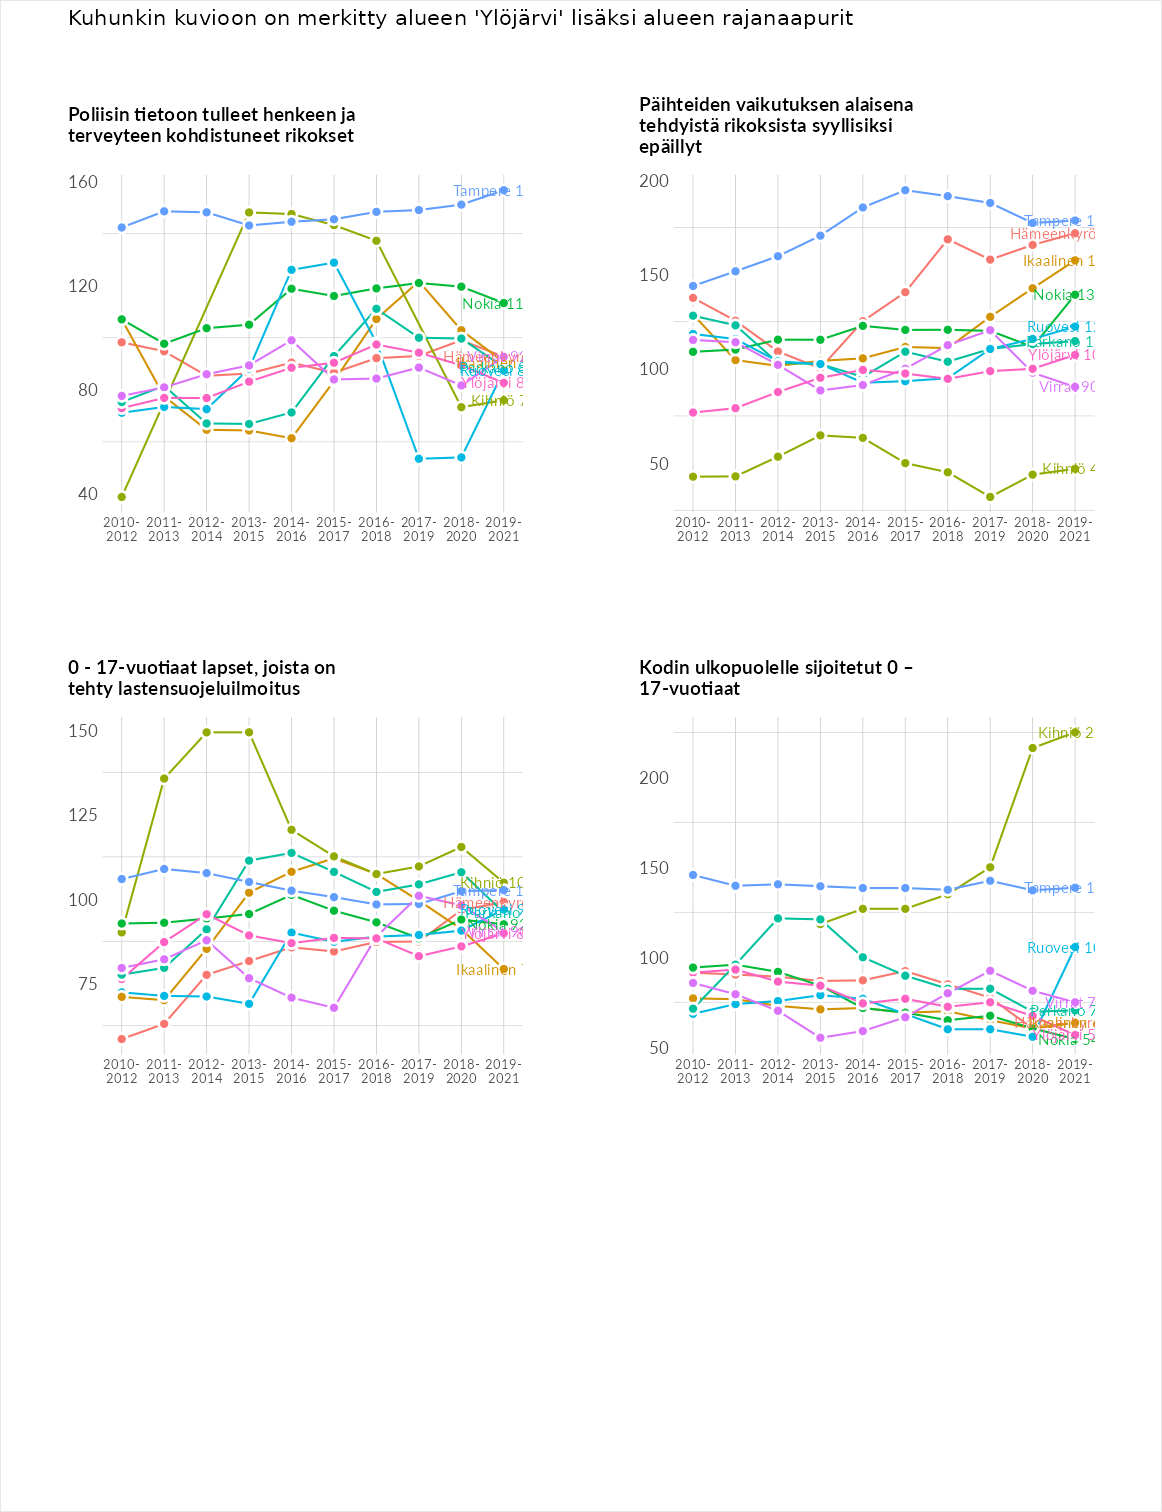 Kuhunkin kuvioon on merkitty alueen 'Ylöjärvi' lisäksi alueen rajanaapurit
Poliisin tietoon tulleet henkeen ja
terveyteen kohdistuneet rikokset
160
120
80
40
Tampere 1
Nokia 11
Kihniö 7
2010- 2011- 2012- 2013- 2014- 2015- 2016- 2017- 2018- 2019-
2012 2013 2014 2015 2016 2017 2018 2019 2020 2021
Päihteiden vaikutuksen alaisena
tehdyistä rikoksista syyllisiksi
epäillyt
200
150
100
50
Tampere 1
Hämeenkyrö
Ikaalinen 1
Nokia 13
Ruovesi 12
Parkano 1
Ylöjärvi 10
Virrat 90
Kihniö 4
2010- 2011- 2012- 2013- 2014- 2015- 2016- 2017- 2018- 2019-
2012 2013 2014 2015 2016 2017 2018 2019 2020 2021
0 - 17-vuotiaat lapset, joista on
tehty lastensuojeluilmoitus
150
125
100
75
Kihniö 10
Tampere 1
Hämeenkyrö
Ikaalinen 7
2010- 2011- 2012- 2013- 2014- 2015- 2016- 2017- 2018- 2019-
2012 2013 2014 2015 2016 2017 2018 2019 2020 2021
Kodin ulkopuolelle sijoitetut 0 –
17-vuotiaat
200
150
100
50
Kihniö 2
Tampere 1
Ruovesi 10
Virrat 7
Parkano 7
Nokia 5
2010- 2011- 2012- 2013- 2014- 2015- 2016- 2017- 2018- 2019-
2012 2013 2014 2015 2016 2017 2018 2019 2020 2021